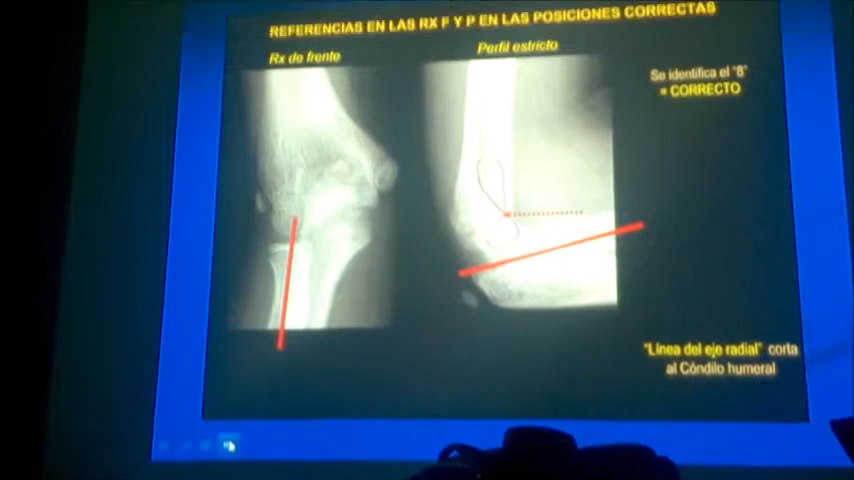 REFERENCIAS EN LAS RX F Y P EN LAS POSICIONES CORRECTAS
Rx de frente
Perfil estricto
Se identifica el "8"
= CORRECTO
"Línea del eje radial" corta
al Cóndilo humeral